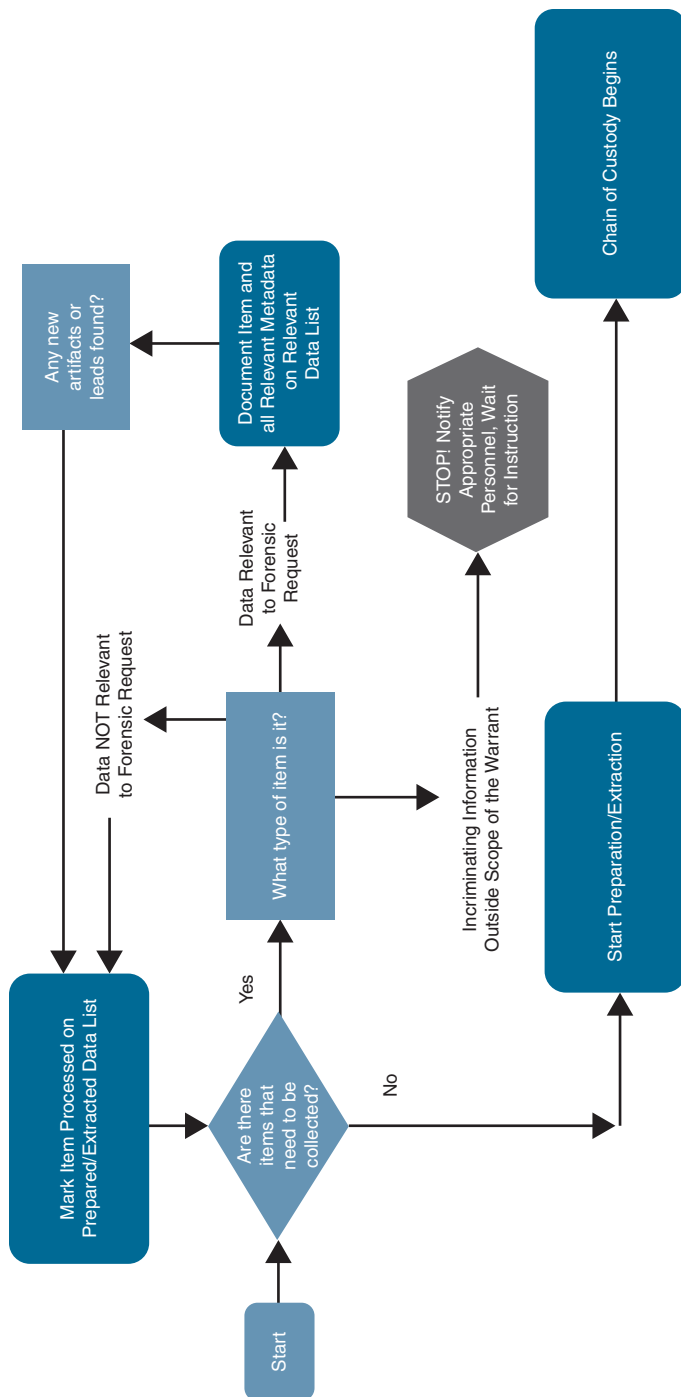 Start
Are there
items that
need to be
collected?
Yes
No
What type of item is it?
Data NOT Relevant
to Forensic Request
Mark Item Processed on
Prepared/Extracted Data List
Data Relevant
to Forensic
Request
Document Item and
all Relevant Metadata
on Relevant
Data List
Any new
artifacts or
leads found?
Incriminating Information
Outside Scope of the Warrant
STOP! Notify
Appropriate
Personnel, Wait
for Instruction
Start Preparation/Extraction
Chain of Custody Begins